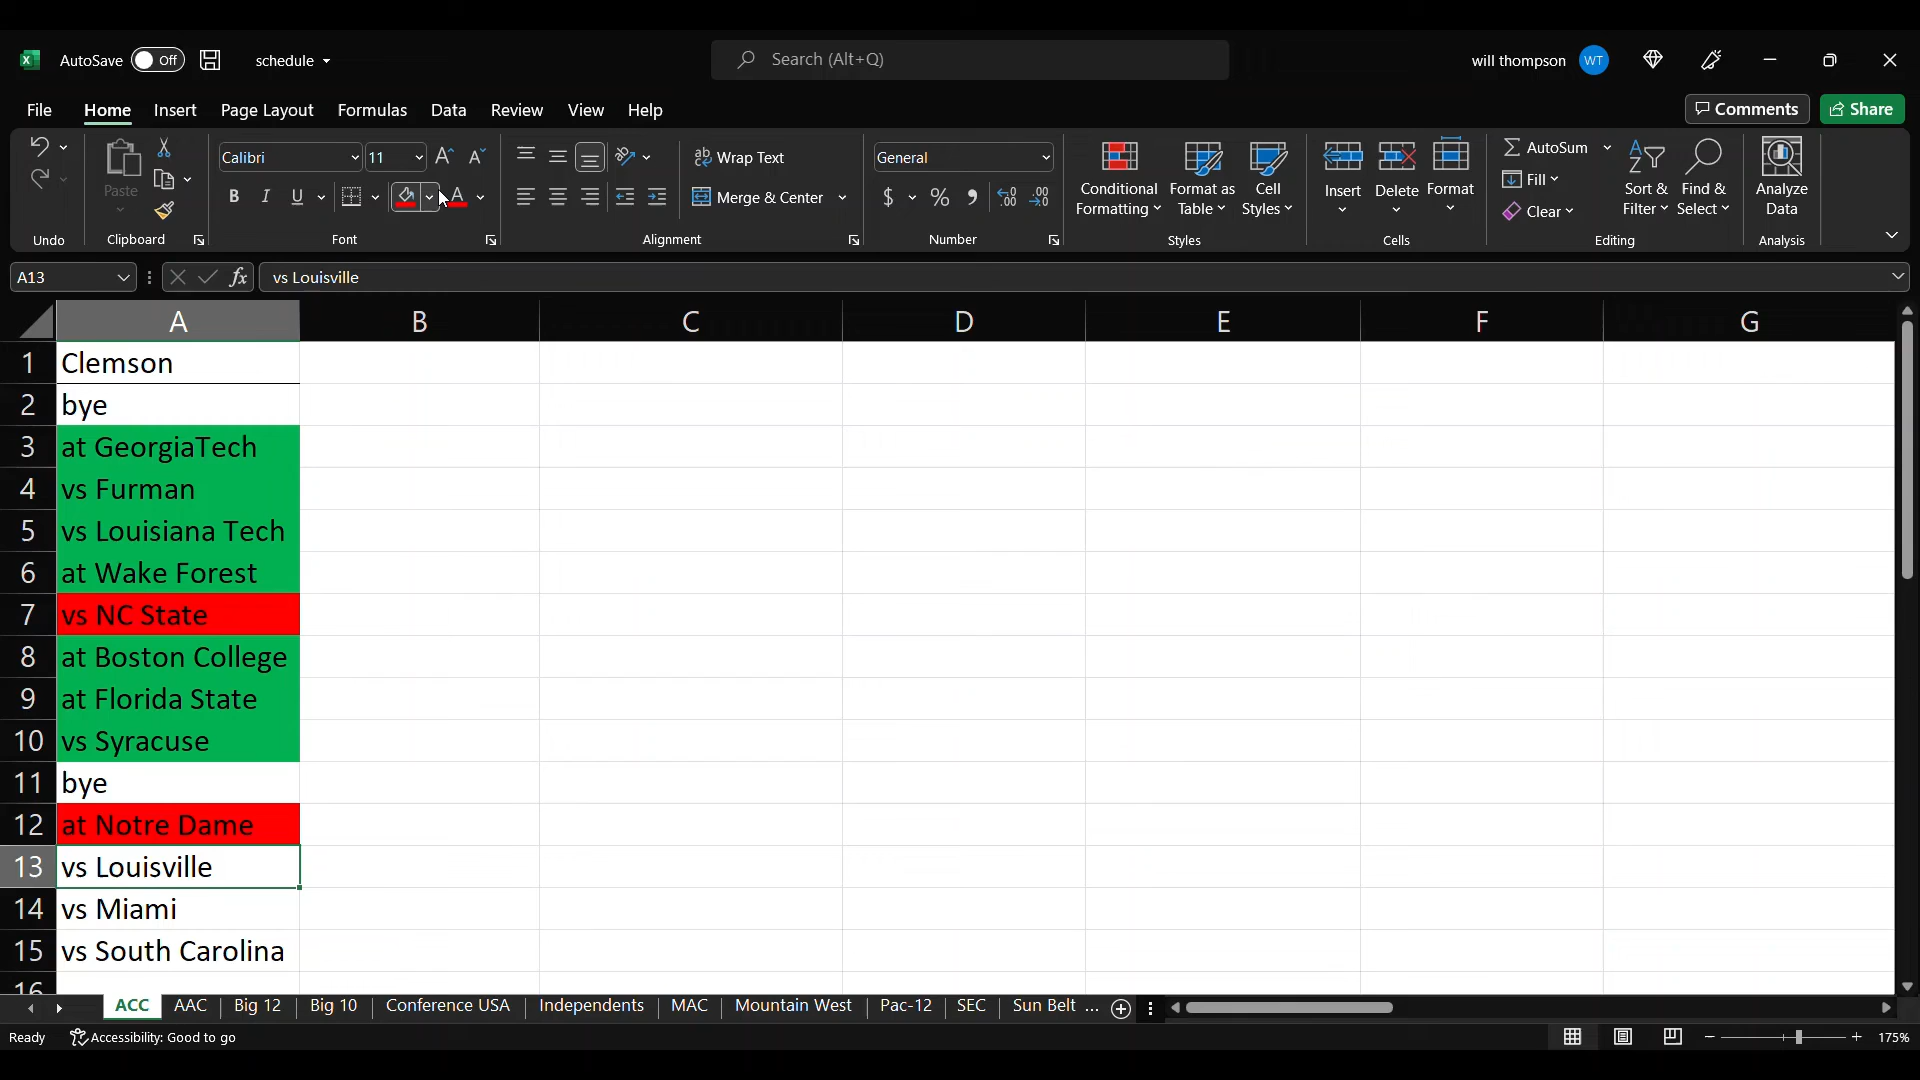 AutoSave Off schedule Search (Alt+Q) will thompson WT
File Home Insert Page Layout Formulas Data Review View Help Comments Share
Paste
Calibri 11
B I U A
ab Wrap Text
Merge & Center
General
$ % , .00
Conditional Formatting
Format as Table
Cell Styles
Insert
Delete
Format
AutoSum
Fill
Clear
Sort & Filter
Find & Select
Analyze Data
Undo Clipboard Font Alignment Number Styles Cells Editing Analysis
A13 fx vs Louisville
A B C D E F G
1 Clemson
2 bye
3 at GeorgiaTech
4 vs Furman
5 vs Louisiana Tech
6 at Wake Forest
7 vs NC State
8 at Boston College
9 at Florida State
10 vs Syracuse
11 bye
12 at Notre Dame
13 vs Louisville
14 vs Miami
15 vs South Carolina
16
ACC AAC Big 12 Big 10 Conference USA Independents MAC Mountain West Pac-12 SEC Sun Belt ...
Ready Accessibility: Good to go 175%